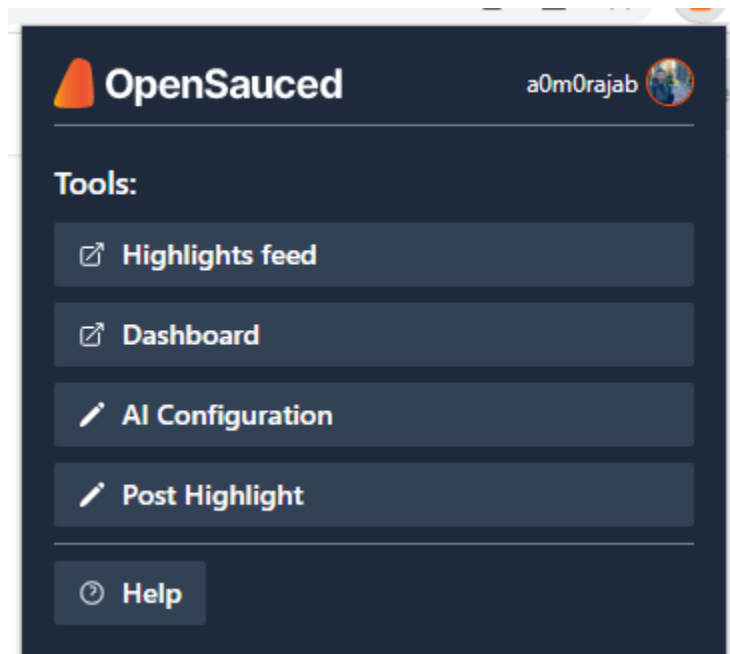 OpenSauced
a0m0rajab
Tools:
Highlights feed
Dashboard
AI Configuration
Post Highlight
Help